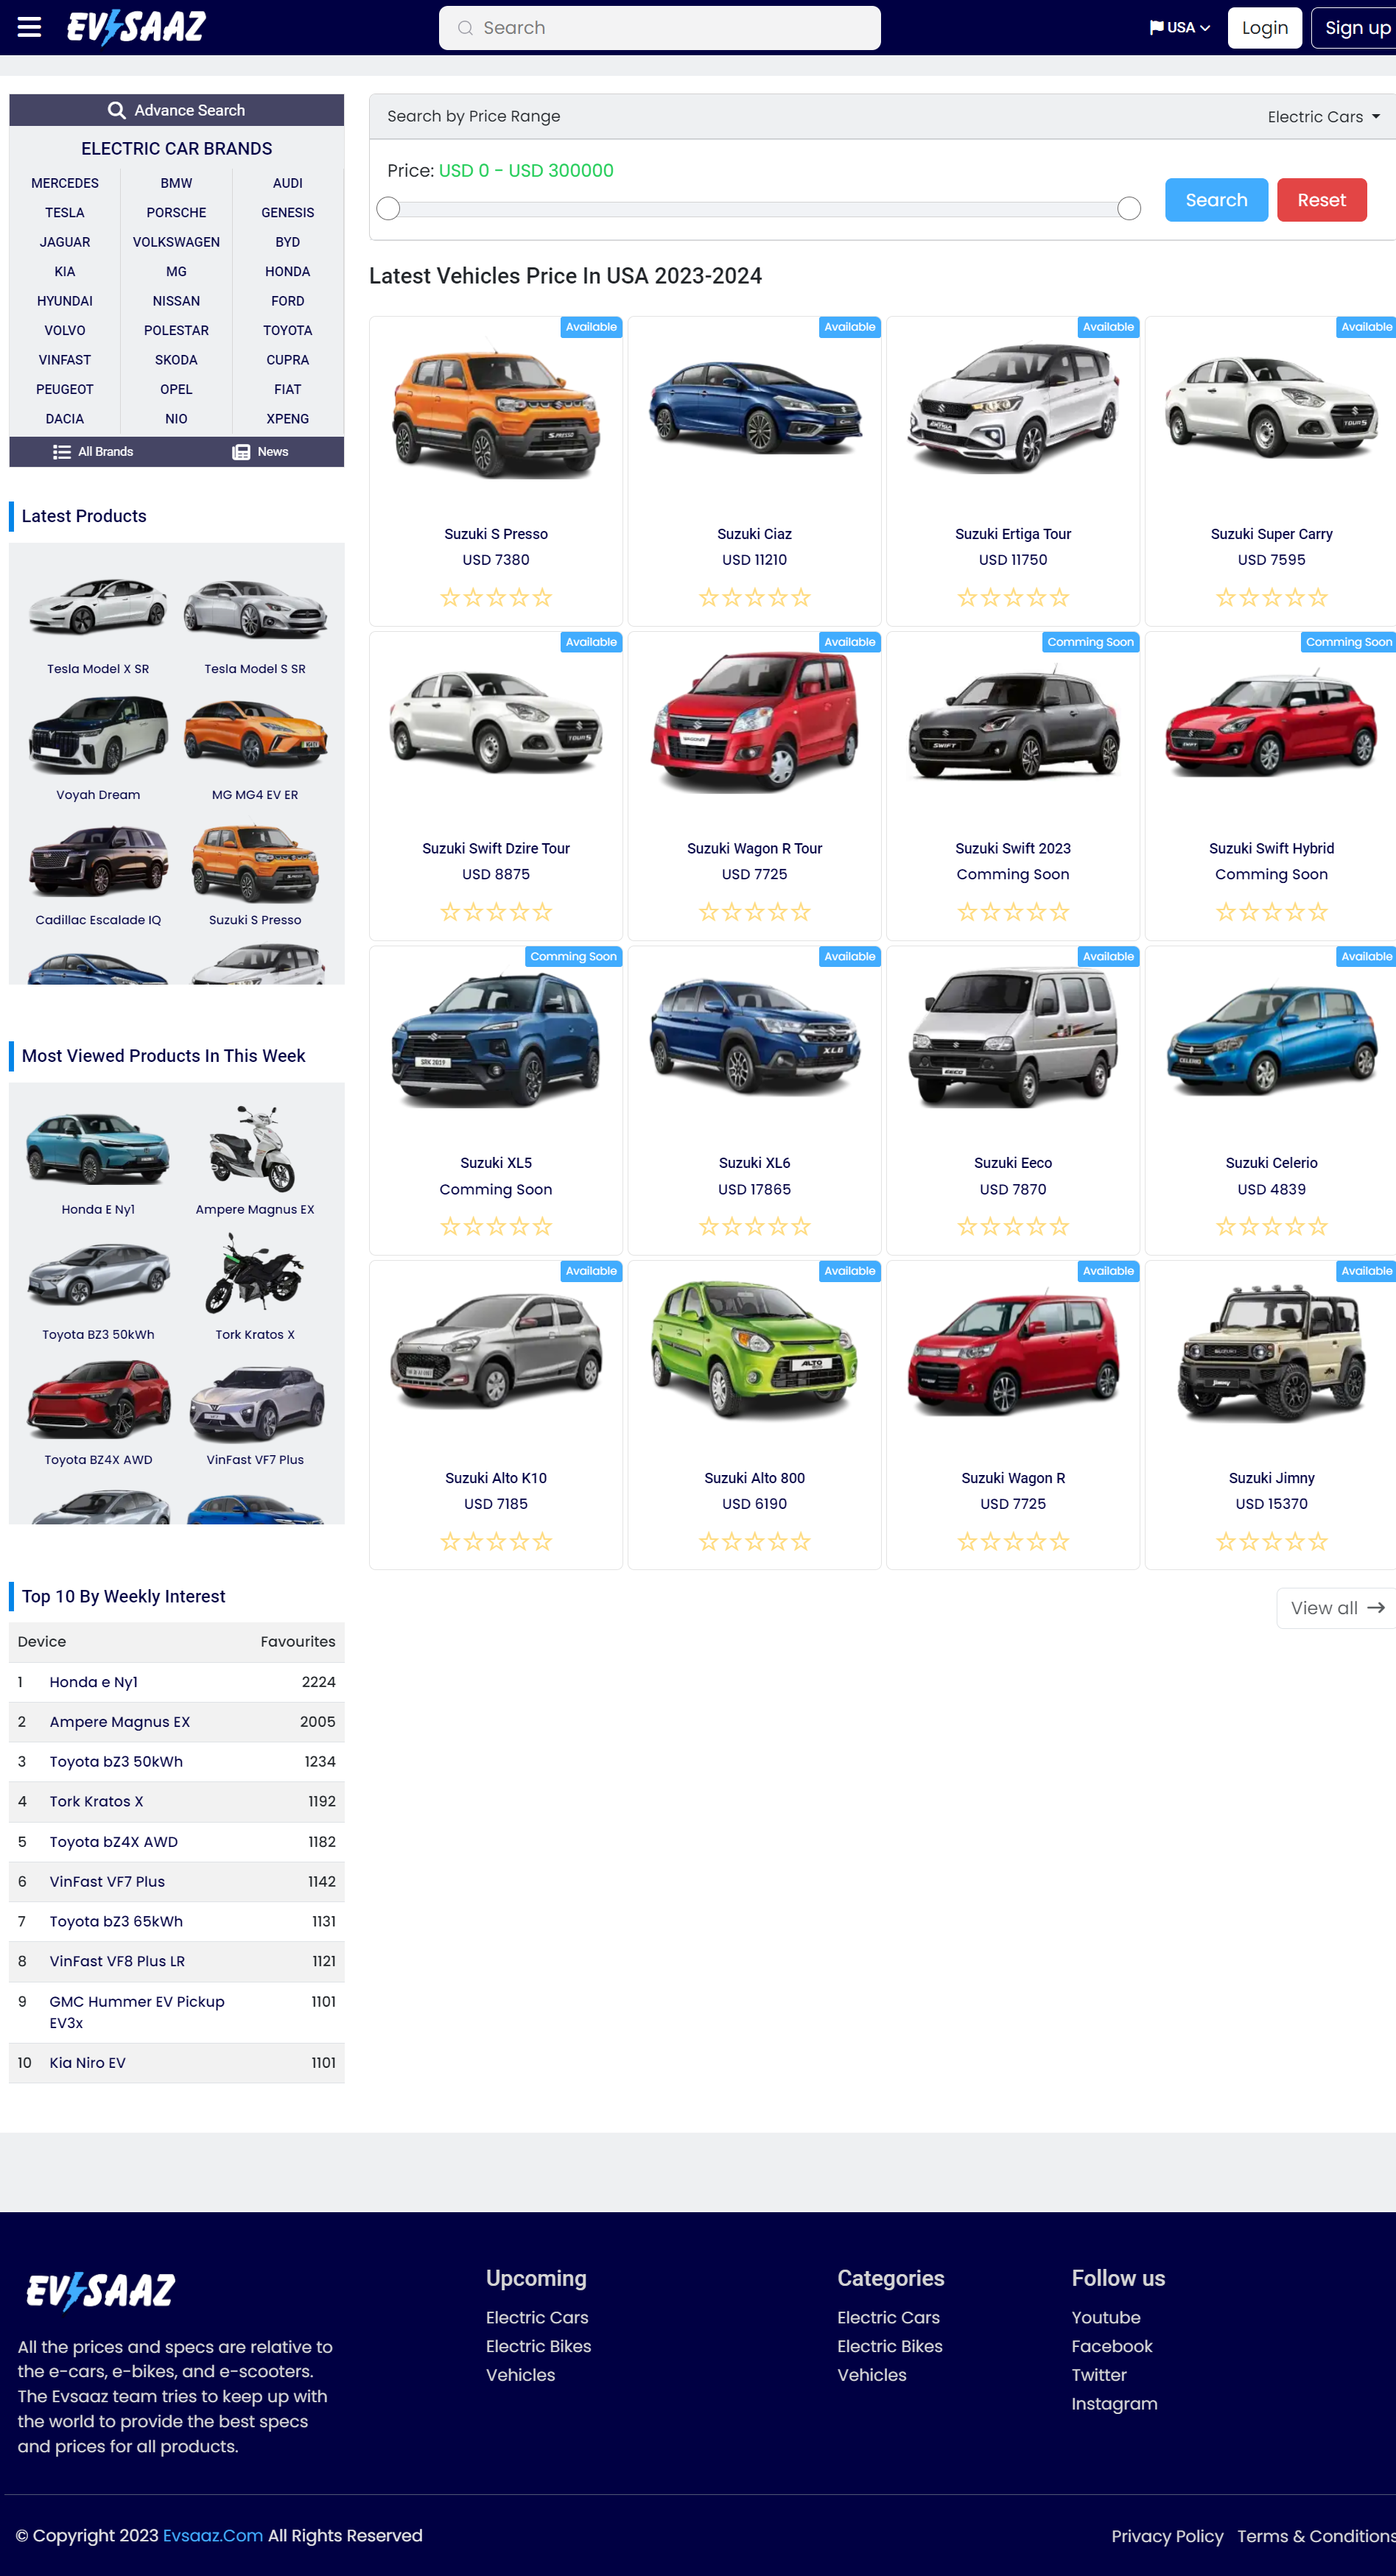 EVSAAZ
Search
USA
Login
Sign up
Advance Search
ELECTRIC CAR BRANDS
MERCEDES BMW AUDI
TESLA PORSCHE GENESIS
JAGUAR VOLKSWAGEN BYD
KIA MG HONDA
HYUNDAI NISSAN FORD
VOLVO POLESTAR TOYOTA
VINFAST SKODA CUPRA
PEUGEOT OPEL FIAT
DACIA NIO XPENG
All Brands News
Latest Products
Tesla Model X SR Tesla Model S SR
Voyah Dream MG MG4 EV ER
Cadillac Escalade IQ Suzuki S Presso
Most Viewed Products In This Week
Honda E Ny1 Ampere Magnus EX
Toyota BZ3 50kWh Tork Kratos X
Toyota BZ4X AWD VinFast VF7 Plus
Top 10 By Weekly Interest
Device Favourites
1 Honda e Ny1 2224
2 Ampere Magnus EX 2005
3 Toyota bZ3 50kWh 1234
4 Tork Kratos X 1192
5 Toyota bZ4X AWD 1182
6 VinFast VF7 Plus 1142
7 Toyota bZ3 65kWh 1131
8 VinFast VF8 Plus LR 1121
9 GMC Hummer EV Pickup 1101
EV3x
10 Kia Niro EV 1101
Search by Price Range Electric Cars
Price: USD 0 - USD 300000
Search Reset
Latest Vehicles Price In USA 2023-2024
Available Available Available Available
S.PRESSO ERTIGA TOUR S
Suzuki S Presso Suzuki Ciaz Suzuki Ertiga Tour Suzuki Super Carry
USD 7380 USD 11210 USD 11750 USD 7595
Available Available Comming Soon Comming Soon
TOUR S WAGONR SWIFT SWIFT
Suzuki Swift Dzire Tour Suzuki Wagon R Tour Suzuki Swift 2023 Suzuki Swift Hybrid
USD 8875 USD 7725 Comming Soon Comming Soon
Comming Soon Available Available Available
SRK 2019 XL6 EECO CELERIO
Suzuki XL5 Suzuki XL6 Suzuki Eeco Suzuki Celerio
Comming Soon USD 17865 USD 7870 USD 4839
Available Available Available Available
ALTO SUZUKI Jimny
Suzuki Alto K10 Suzuki Alto 800 Suzuki Wagon R Suzuki Jimny
USD 7185 USD 6190 USD 7725 USD 15370
View all
EVSAAZ
All the prices and specs are relative to
the e-cars, e-bikes, and e-scooters.
The Evsaaz team tries to keep up with
the world to provide the best specs
and prices for all products.
Upcoming
Electric Cars
Electric Bikes
Vehicles
Categories
Electric Cars
Electric Bikes
Vehicles
Follow us
Youtube
Facebook
Twitter
Instagram
© Copyright 2023 Evsaaz.Com All Rights Reserved
Privacy Policy Terms & Conditions